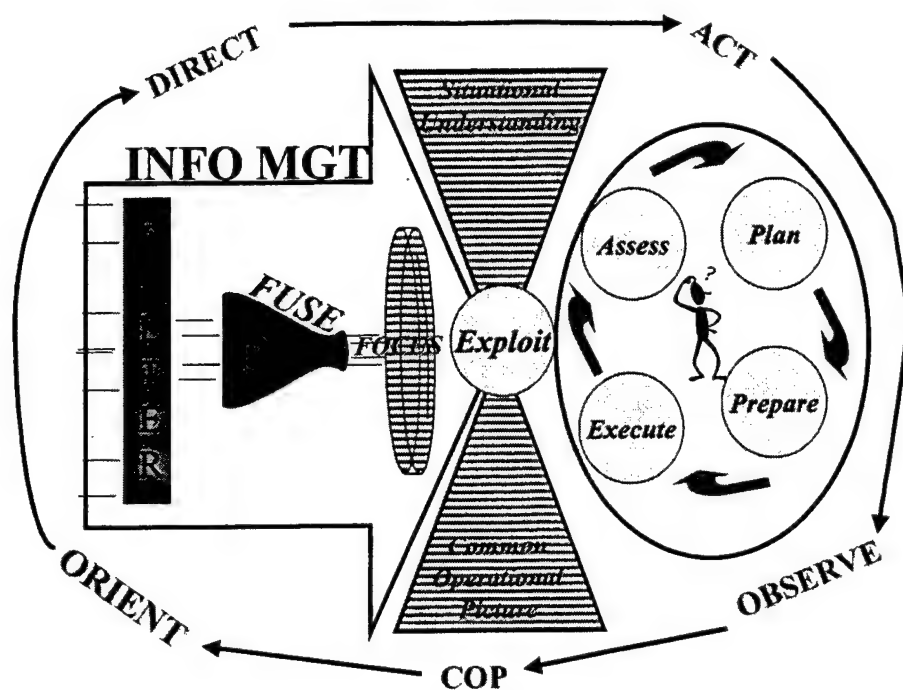 DIRECT
ACT
Situational
Understanding
INFO MGT
FILTER
FUSE
FOCUS
Exploit
Assess
Plan
Execute
Prepare
?
Common
Operational
Picture
ORIENT
OBSERVE
COP